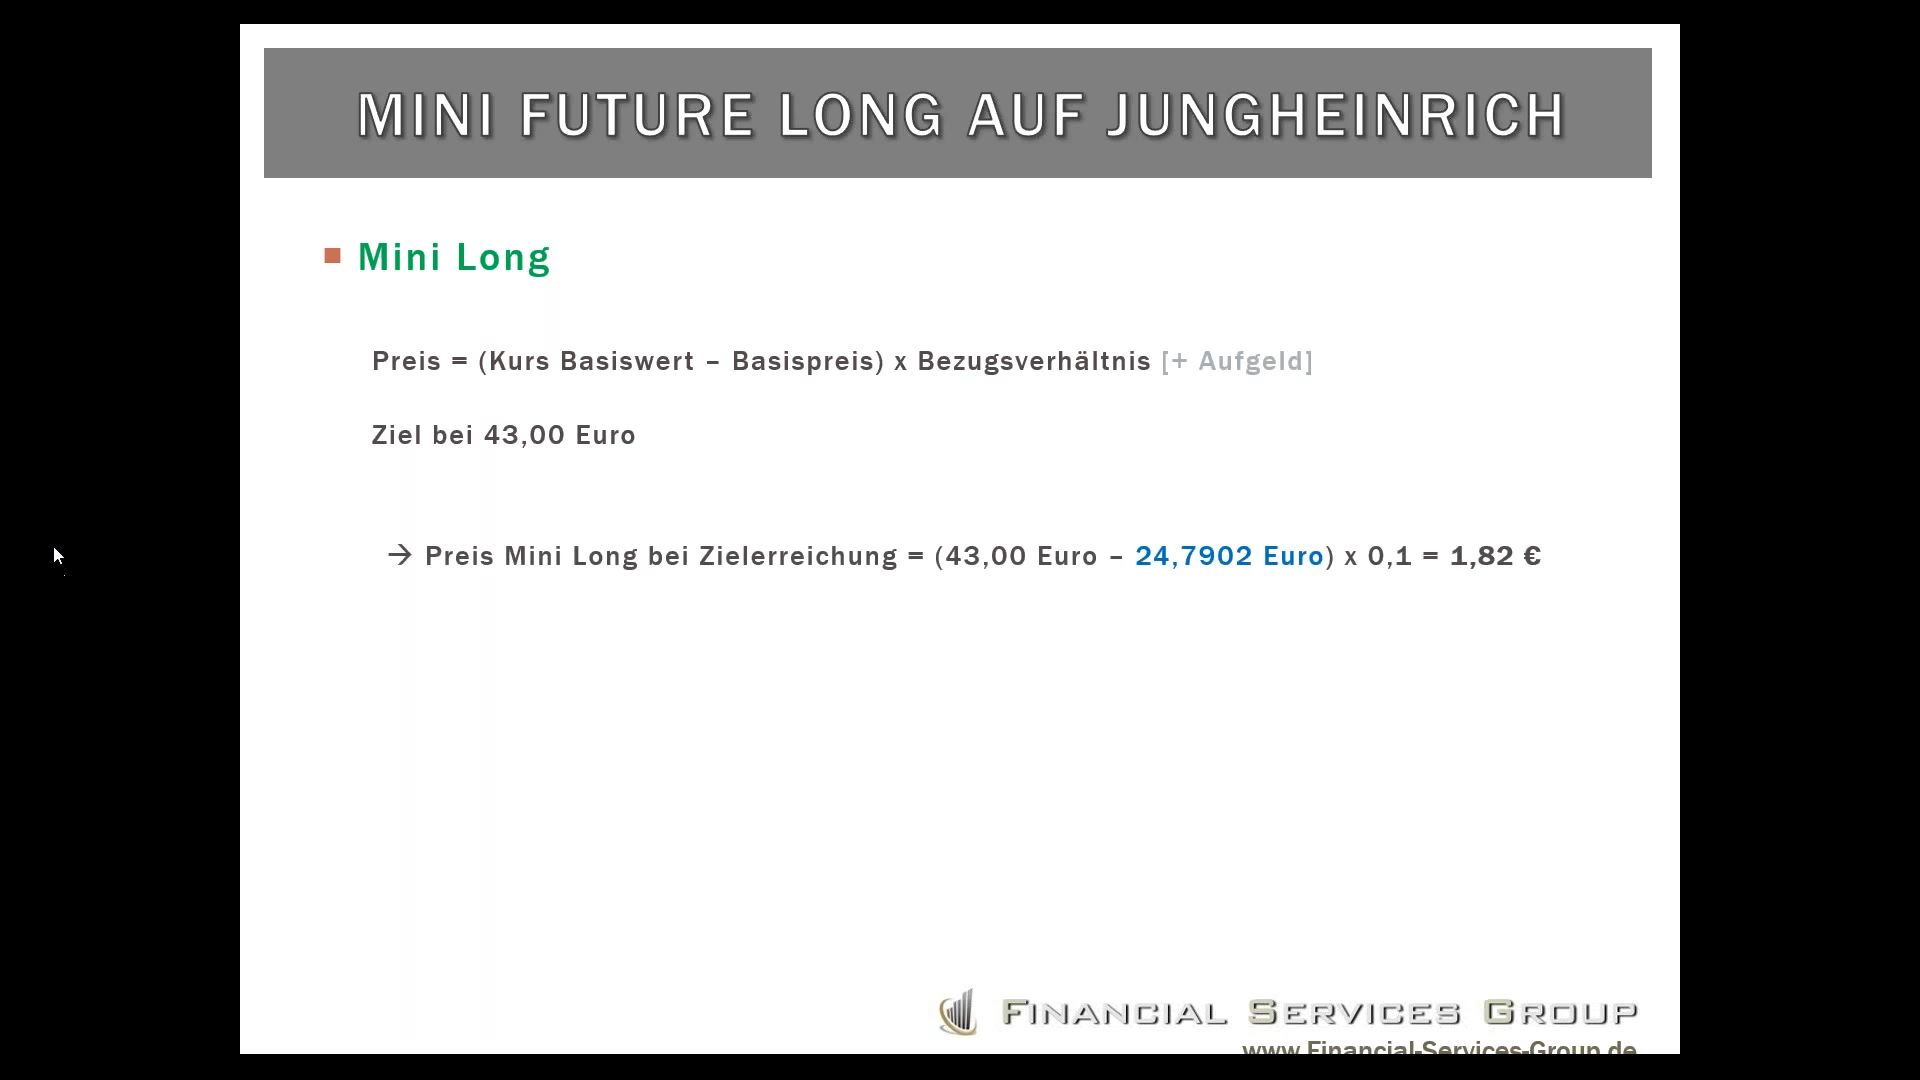 MINI FUTURE LONG AUF JUNGHEINRICH
Mini Long
Preis = (Kurs Basiswert – Basispreis) x Bezugsverhältnis [+ Aufgeld]
Ziel bei 43,00 Euro
→ Preis Mini Long bei Zielerreichung = (43,00 Euro – 24,7902 Euro) x 0,1 = 1,82 €
FINANCIAL SERVICES GROUP
www.Financial-Services-Group.de